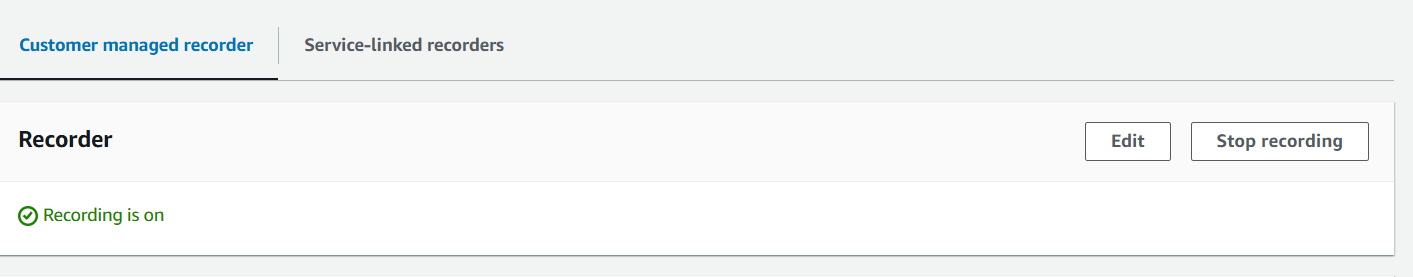 Customer managed recorder
Service-linked recorders
Recorder
Edit
Stop recording
Recording is on